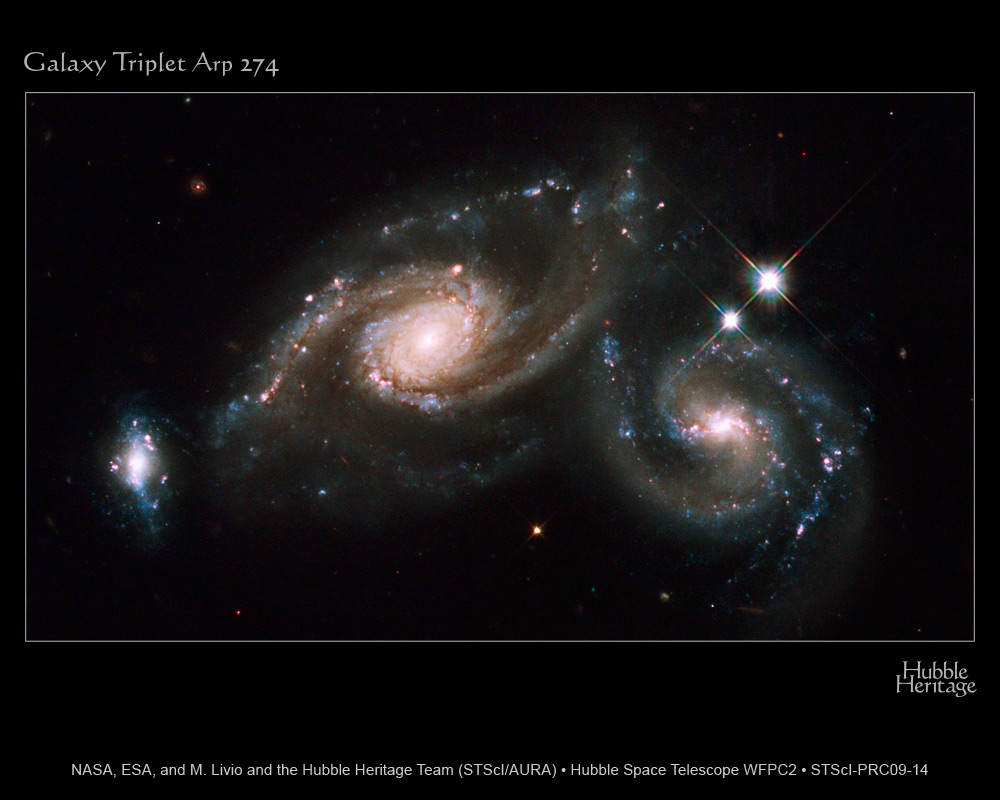 Galaxy Triplet Arp 274
Hubble
Heritage
NASA, ESA, and M. Livio and the Hubble Heritage Team (STScI/AURA) • Hubble Space Telescope WFPC2 • STScI-PRC09-14